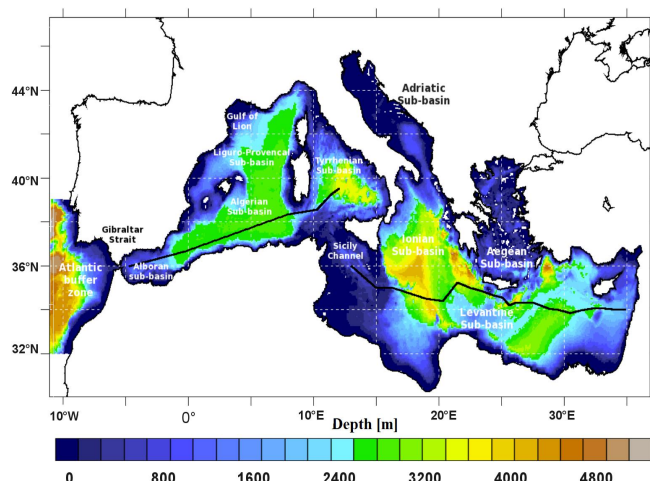 44°N
40°N
36°N
32°N
Adriatic
Sub-basin
Gulf of
Lion
Liguro-Provencal
Sub-basin
Tyrrhenian
Sub-basin
Algerian
Sub-basin
Gibraltar
Strait
Alboran
sub-basin
Atlantic
buffer
zone
Sicily
Channel
Ionian
Sub-basin
Aegean
Sub-basin
Levantine
Sub-basin
10°W
0°
10°E
20°E
30°E
Depth [m]
0 800 1600 2400 3200 4000 4800